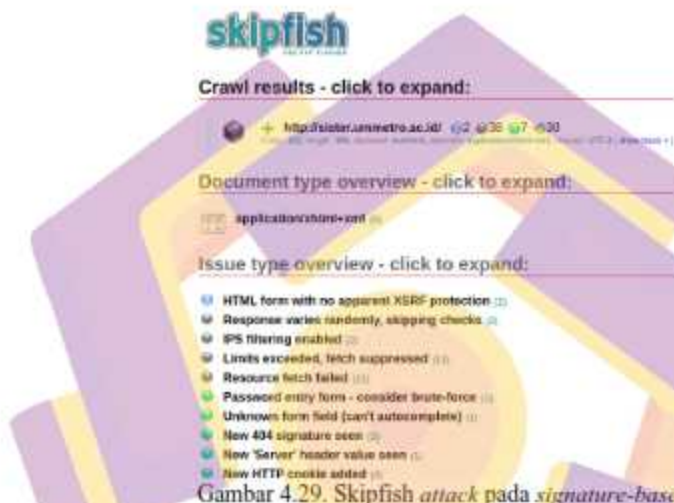 skipfish
Crawl results - click to expand:
http://sister.ummetro.ac.id/ 2 36 7 30
Document type overview - click to expand:
application/xhtml+xml
Issue type overview - click to expand:
HTML form with no apparent XSRF protection
Response varies randomly, skipping checks
IPS filtering enabled
Limits exceeded, fetch suppressed
Resource fetch failed
Password entry form - consider brute-force
Unknown form field (can't autocomplete)
New 404 signature seen
New 'Server' header value seen
New HTTP cookie added
Gambar 4.29. Skipfish attack pada signature-base